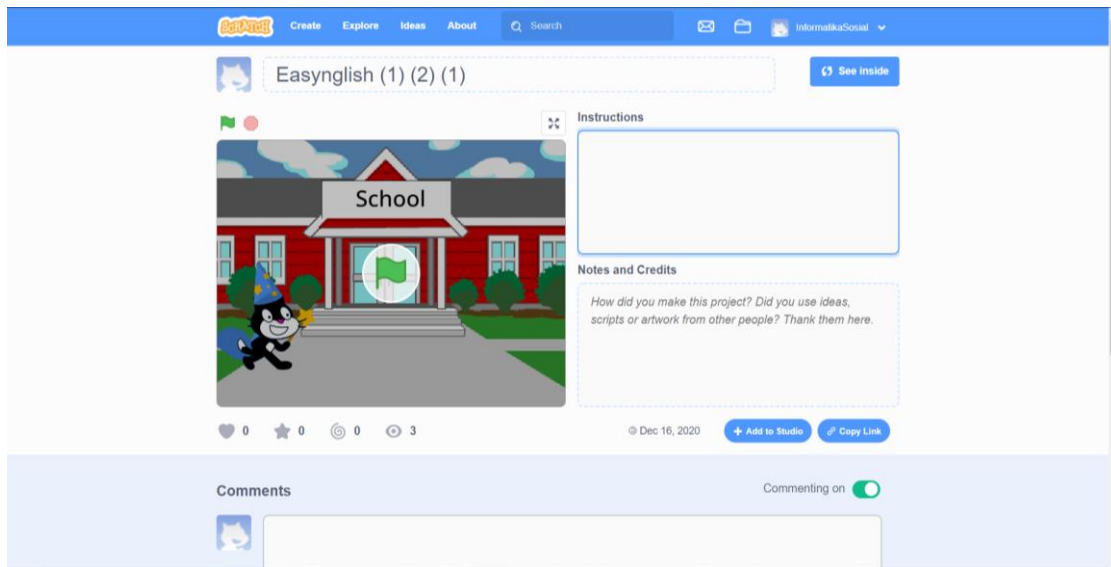 SCRATCH Create Explore Ideas About Search InformatikaSosial
Easynglish (1) (2) (1)
See inside
Instructions
School
Notes and Credits
How did you make this project? Did you use ideas,
scripts or artwork from other people? Thank them here.
0 0 0 3
© Dec 16, 2020 + Add to Studio Copy Link
Comments Commenting on